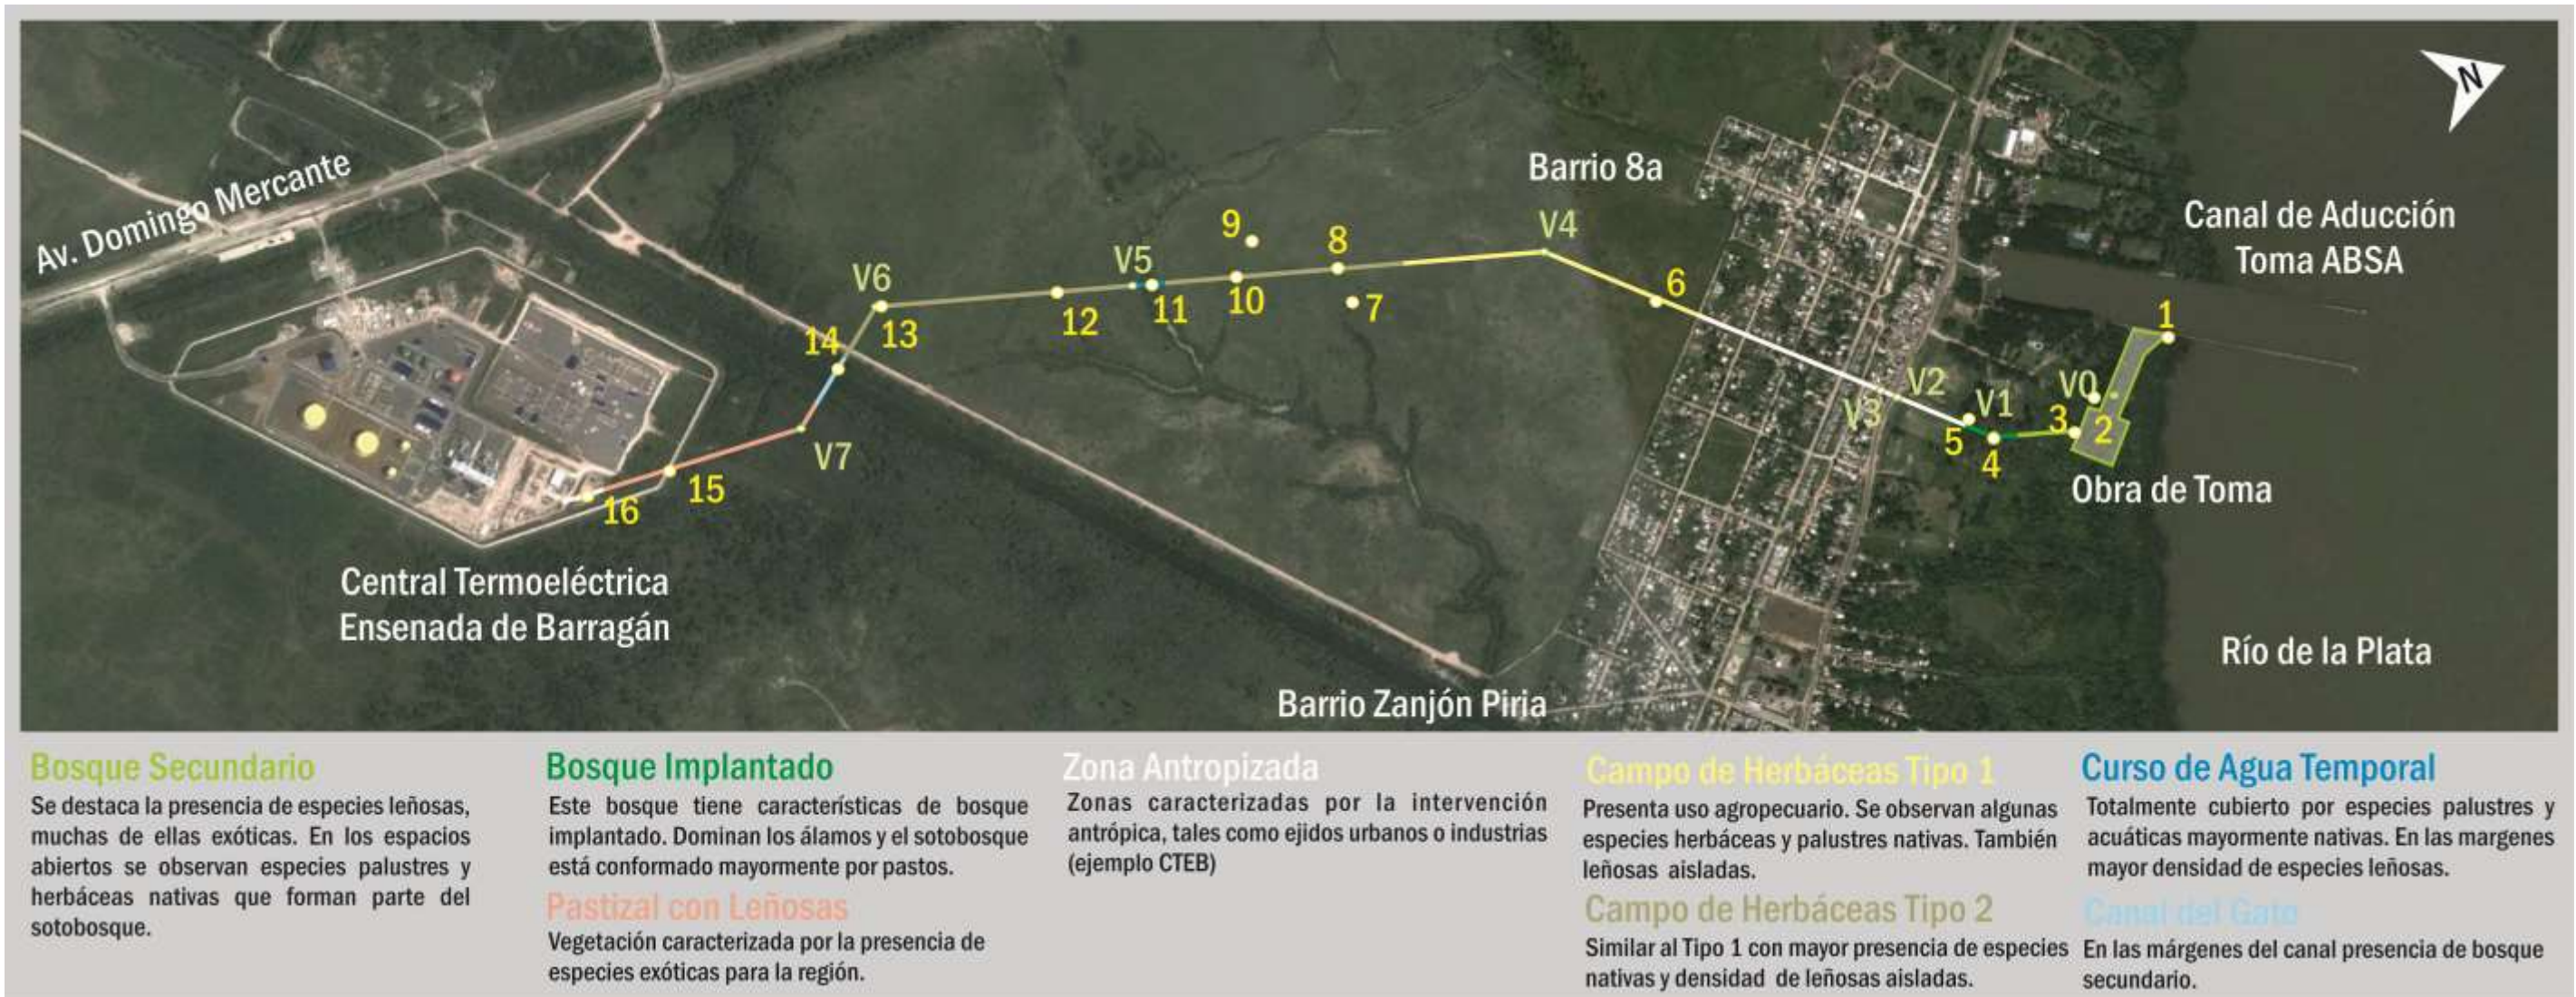 N
Av. Domingo Mercante
Barrio 8a
Canal de Aducción
Toma ABSA
V4
9
8
V5
V6
6
7
10
11
12
13
14
1
V0
V2
V1
V3
3
2
5
4
V7
15
16
Obra de Toma
Central Termoeléctrica
Ensenada de Barragán
Río de la Plata
Barrio Zanjón Piria
Bosque Secundario
Se destaca la presencia de especies leñosas,
muchas de ellas exóticas. En los espacios
abiertos se observan especies palustres y
herbáceas nativas que forman parte del
sotobosque.
Bosque Implantado
Este bosque tiene características de bosque
implantado. Dominan los álamos y el sotobosque
está conformado mayormente por pastos.
Pastizal con Leñosas
Vegetación caracterizada por la presencia de
especies exóticas para la región.
Zona Antropizada
Zonas caracterizadas por la intervención
antrópica, tales como ejidos urbanos o industrias
(ejemplo CTEB)
Campo de Herbáceas Tipo 1
Presenta uso agropecuario. Se observan algunas
especies herbáceas y palustres nativas. También
leñosas aisladas.
Campo de Herbáceas Tipo 2
Similar al Tipo 1 con mayor presencia de especies
nativas y densidad de leñosas aisladas.
Curso de Agua Temporal
Totalmente cubierto por especies palustres y
acuáticas mayormente nativas. En las margenes
mayor densidad de especies leñosas.
Canal del Gato
En las márgenes del canal presencia de bosque
secundario.